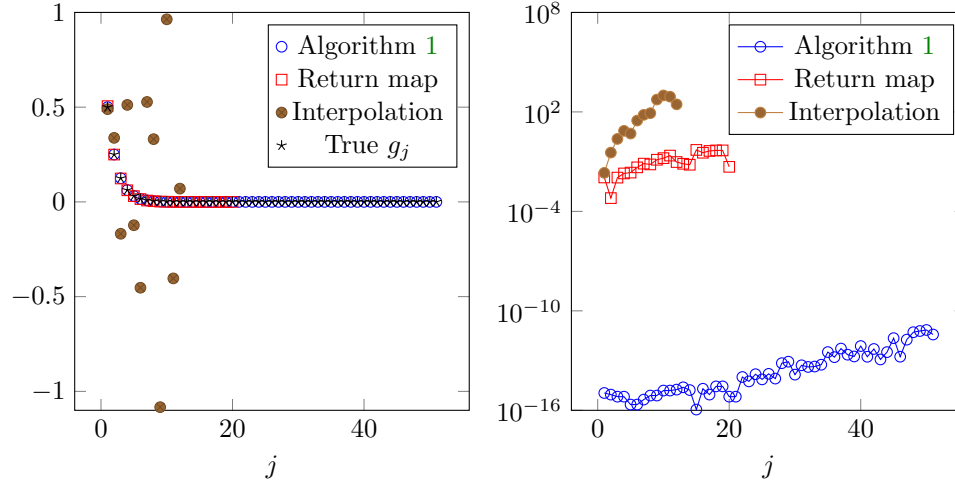 1
0.5
0
−0.5
−1
0
20
40
j
Algorithm 1
Return map
Interpolation
True g_j
10^8
10^2
10^−4
10^−10
10^−16
0
20
40
j
Algorithm 1
Return map
Interpolation